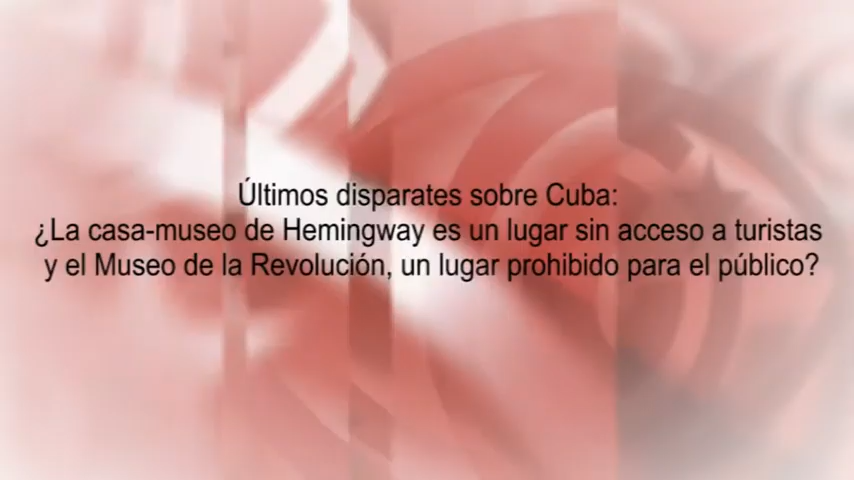 Últimos disparates sobre Cuba:
¿La casa-museo de Hemingway es un lugar sin acceso a turistas
y el Museo de la Revolución, un lugar prohibido para el público?